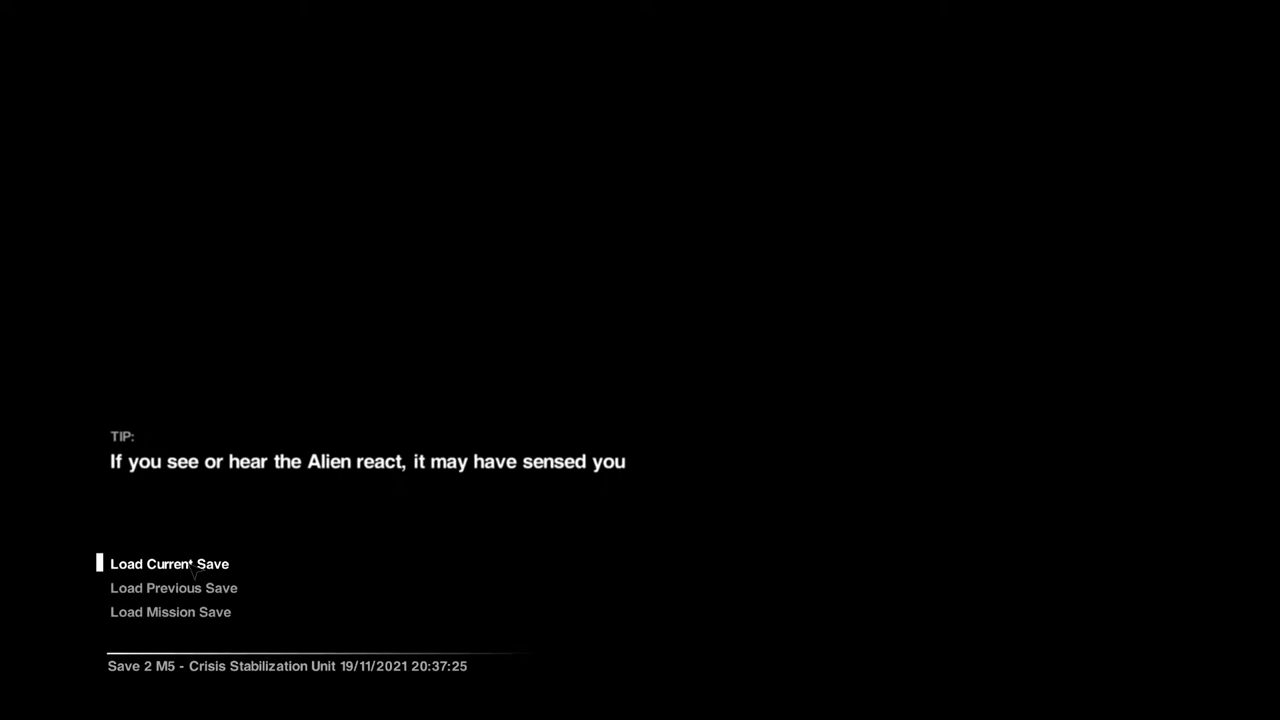 TIP:
If you see or hear the Alien react, it may have sensed you
Load Current Save
Load Previous Save
Load Mission Save
Save 2 M5 - Crisis Stabilization Unit 19/11/2021 20:37:25